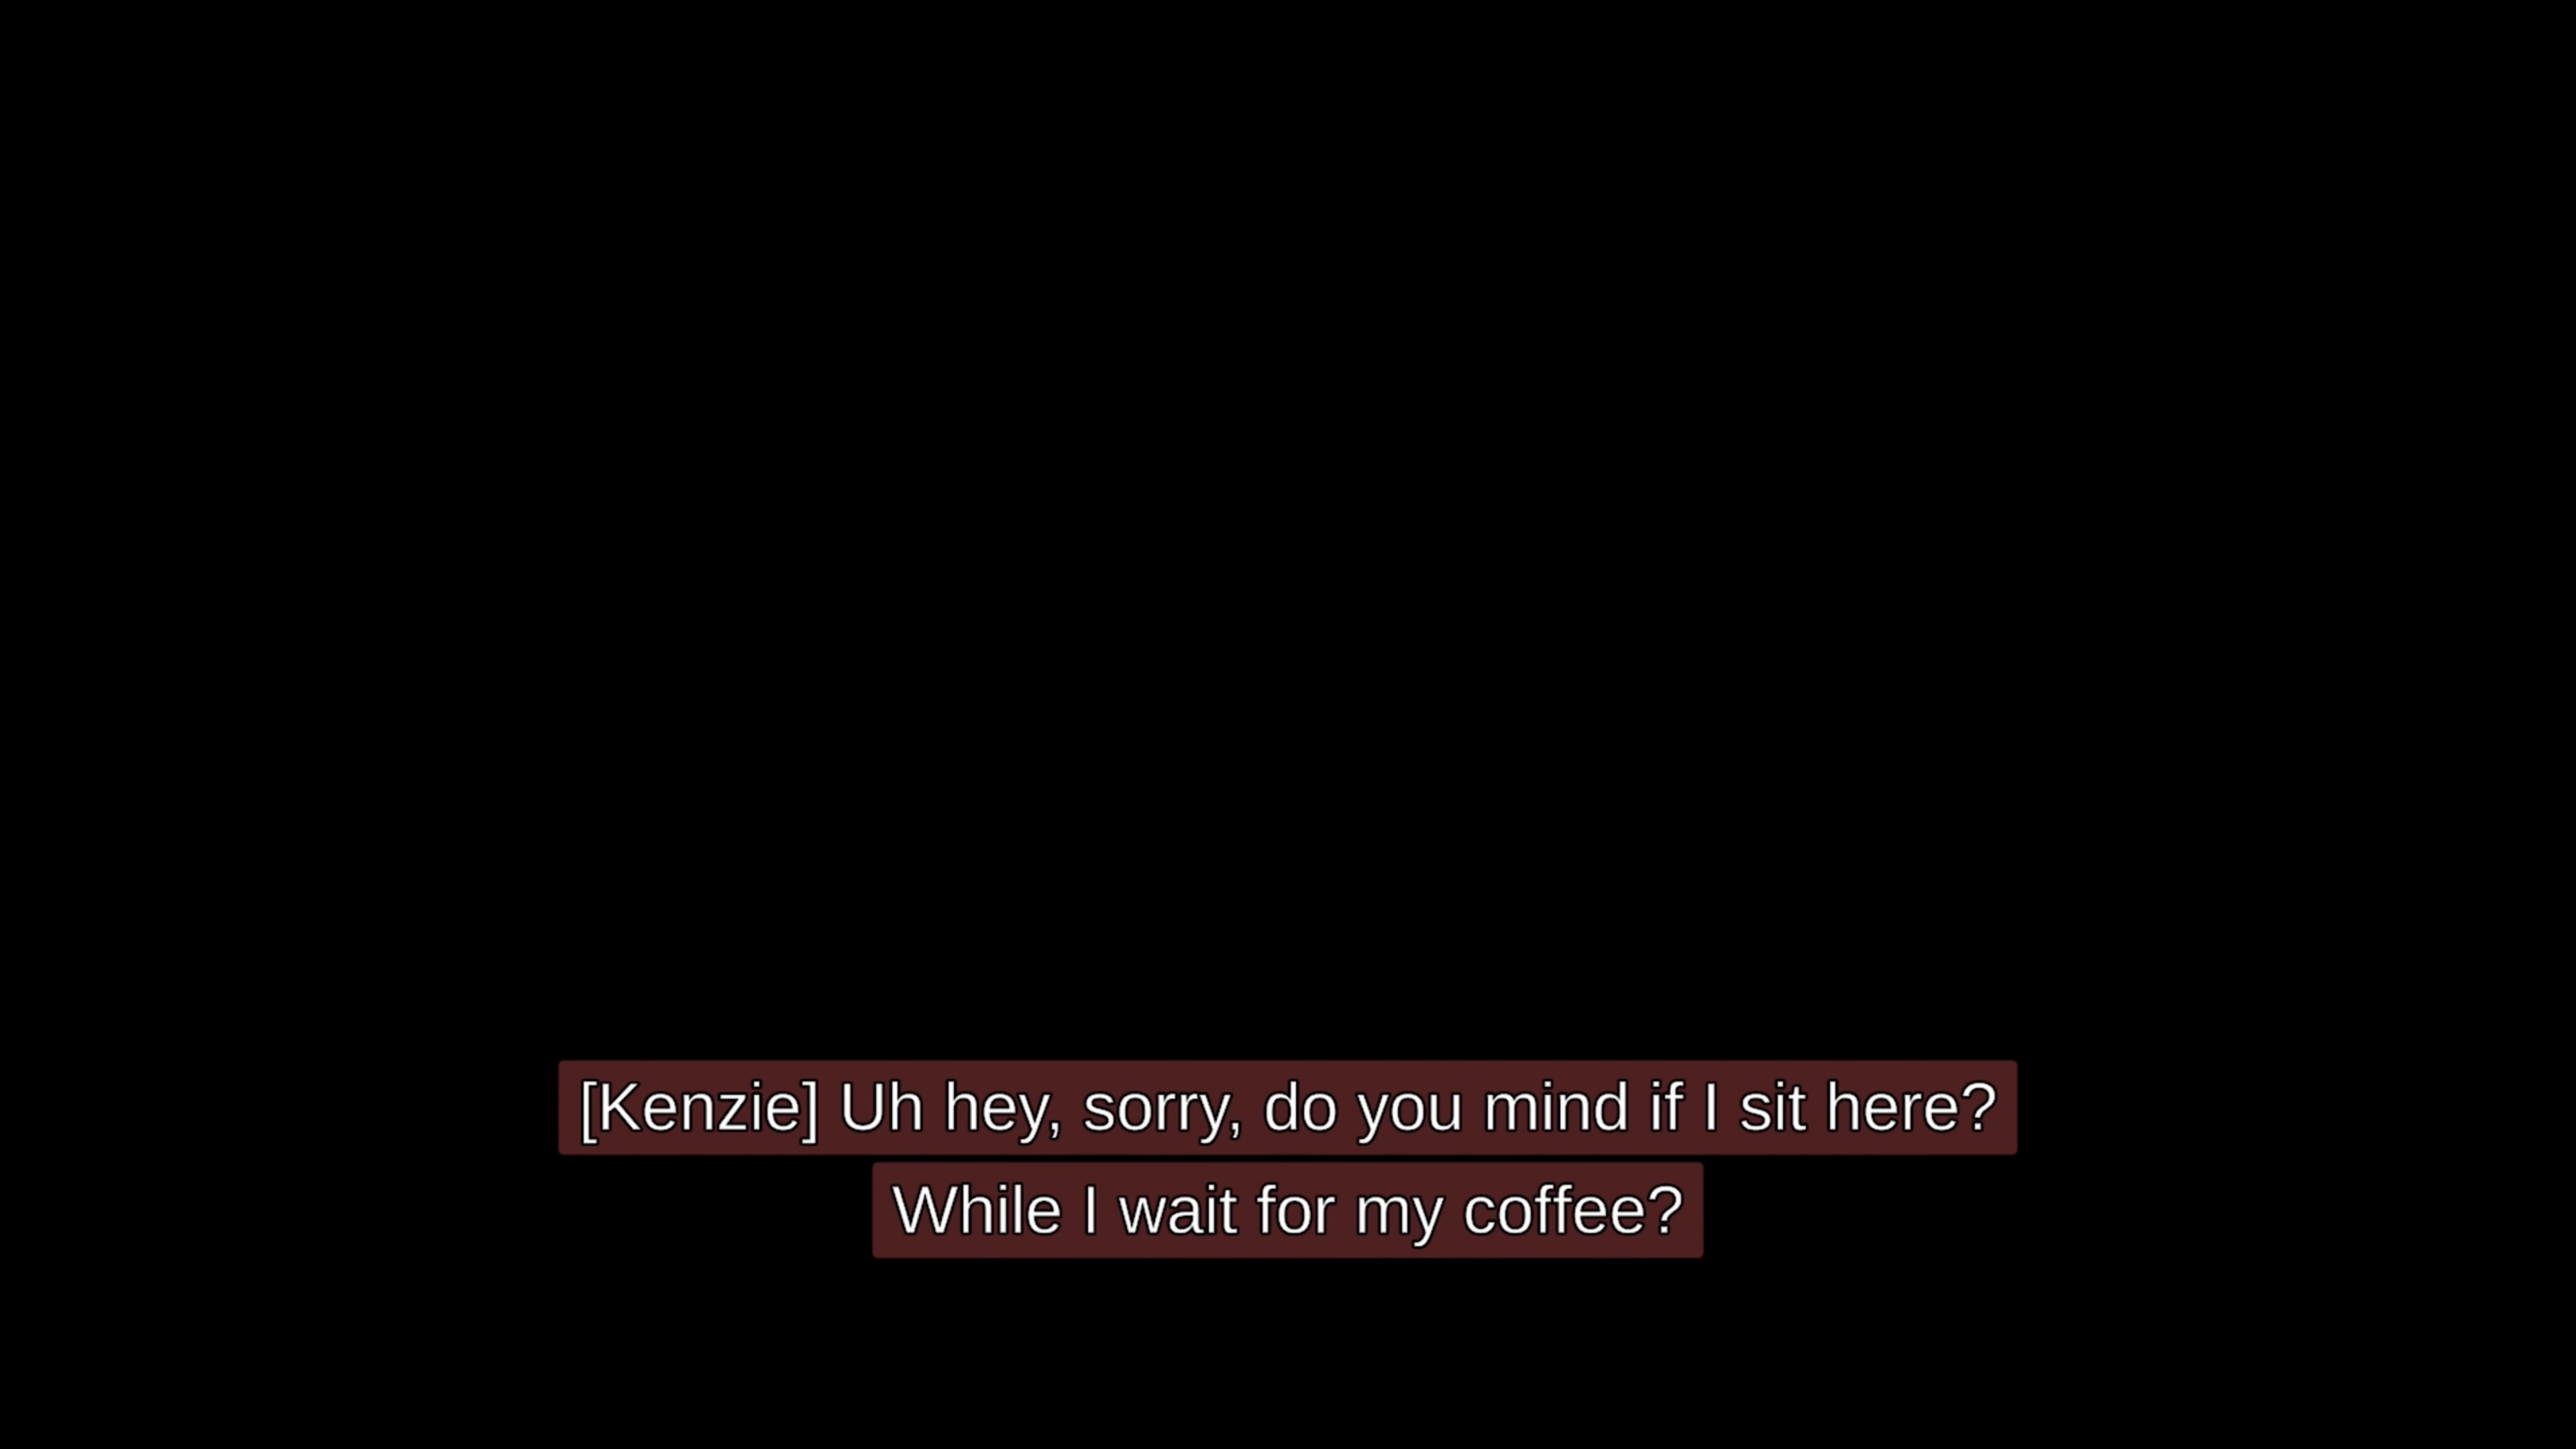 [Kenzie] Uh hey, sorry, do you mind if I sit here?
While I wait for my coffee?